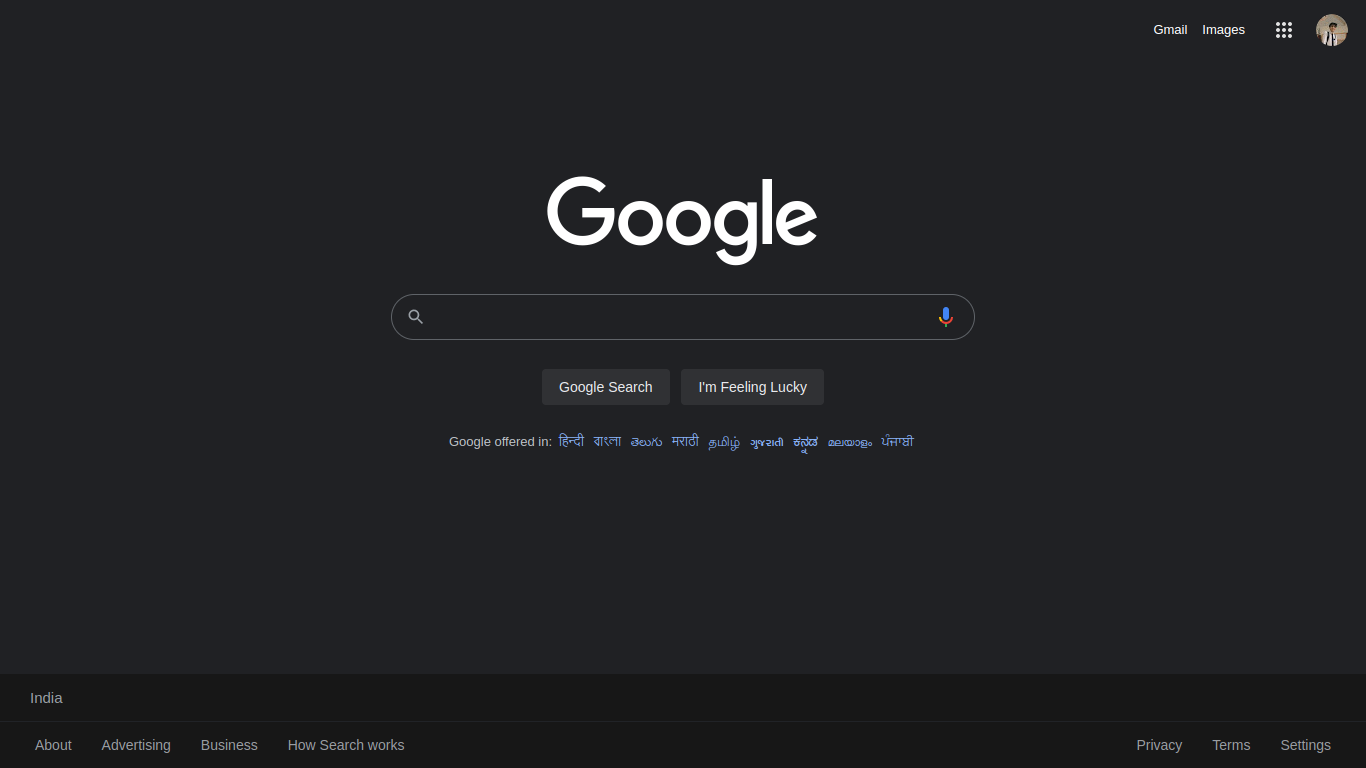 Gmail Images
Google
Google Search I'm Feeling Lucky
Google offered in: हिन्दी বাংলা తెలుగు मराठी தமிழ் ગુજરાતી ಕನ್ನಡ മലയാളം ਪੰਜਾਬੀ
India
About Advertising Business How Search works Privacy Terms Settings